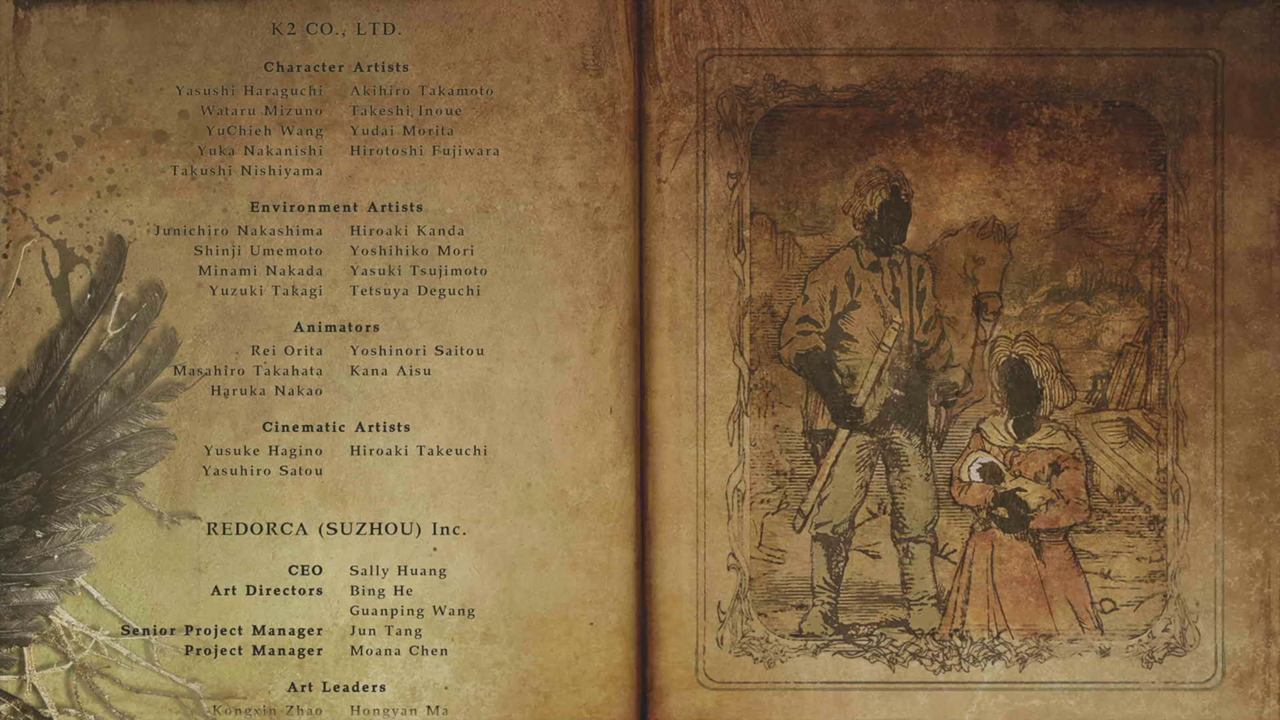 K2 CO., LTD.
Character Artists
Yasushi Haraguchi Akihiro Takamoto
Wataru Mizuno Takeshi Inoue
YuChieh Wang Yudai Morita
Yuka Nakanishi Hirotoshi Fujiwara
Takushi Nishiyama
Environment Artists
Junichiro Nakashima Hiroaki Kanda
Shinji Umemoto Yoshihiko Mori
Minami Nakada Yasuki Tsujimoto
Yuzuki Takagi Tetsuya Deguchi
Animators
Rei Orita Yoshinori Saitou
Masahiro Takahata Kana Aisu
Haruka Nakao
Cinematic Artists
Yusuke Hagino Hiroaki Takeuchi
Yasuhiro Satou
REDORCA (SUZHOU) Inc.
CEO Sally Huang
Art Directors Bing He
Guanping Wang
Senior Project Manager Jun Tang
Project Manager Moana Chen
Art Leaders
Kongxin Zhao Hongyan Ma